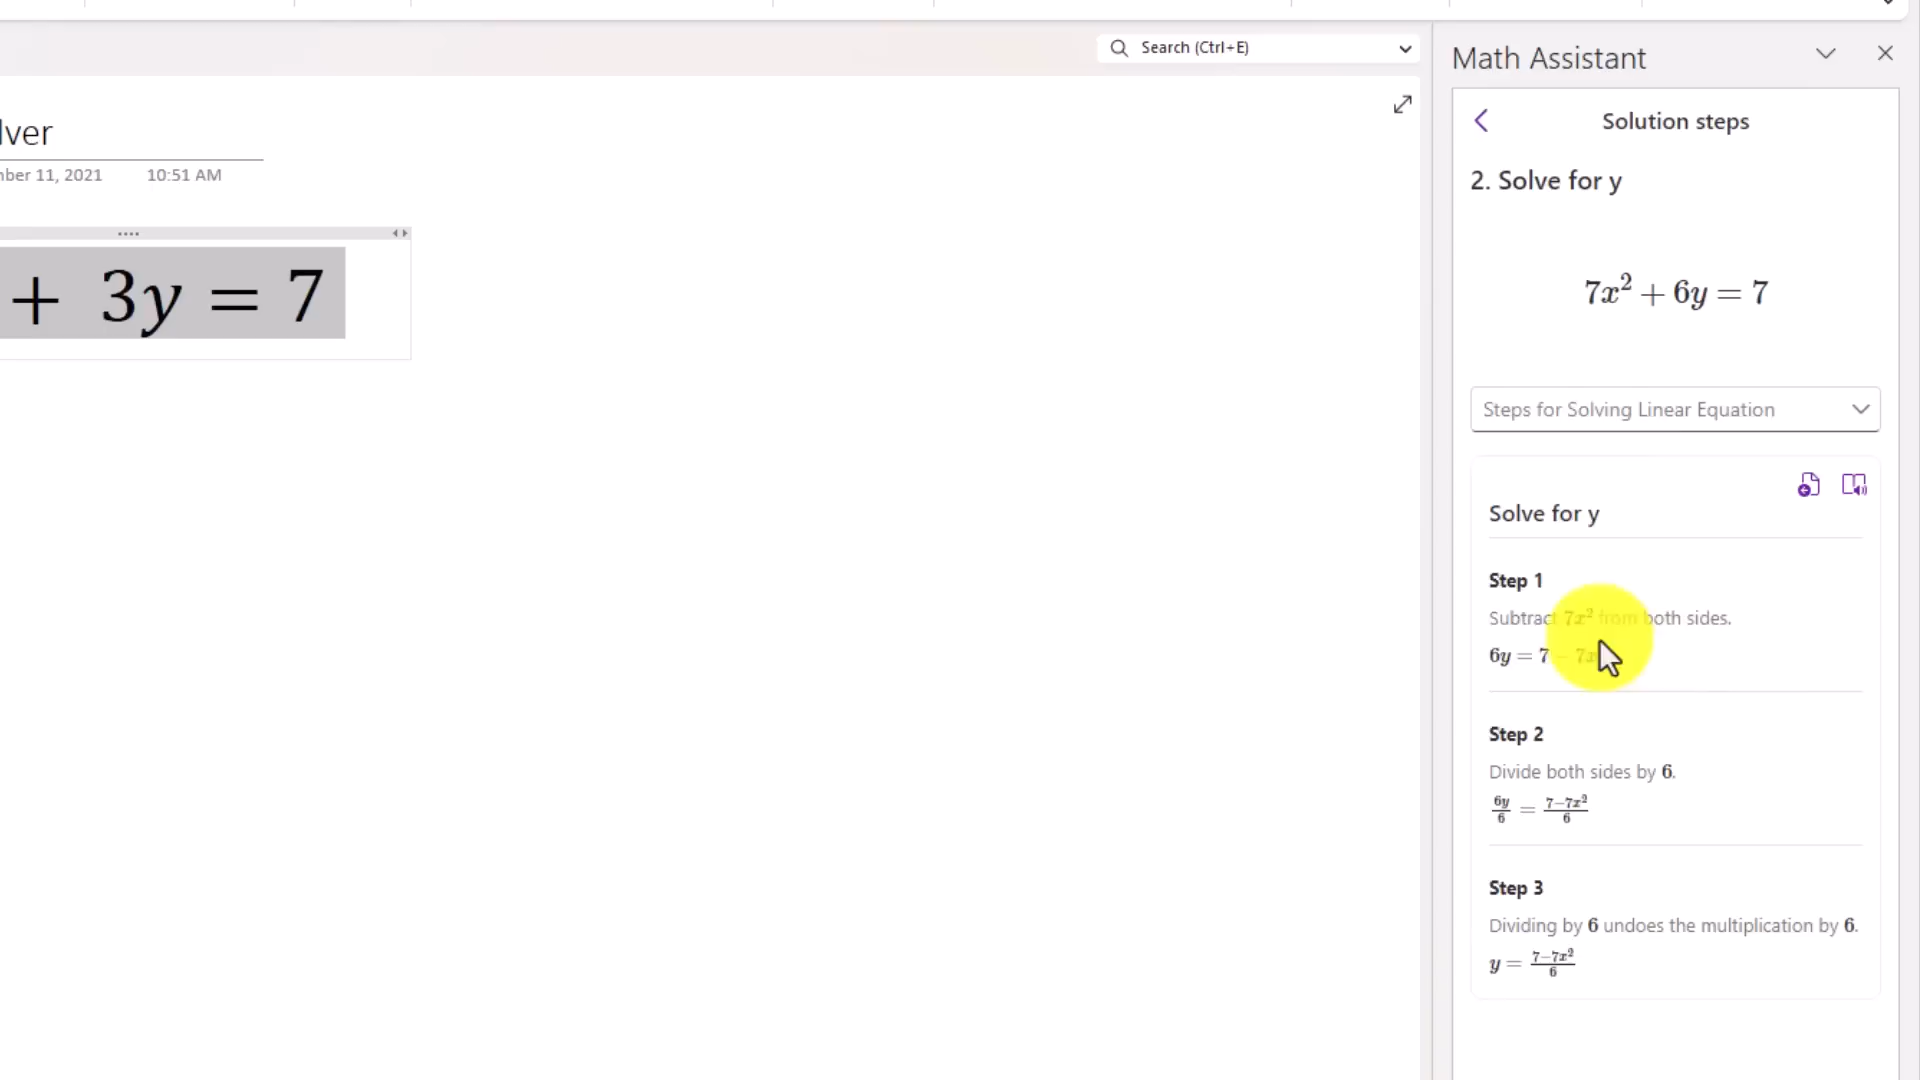 Search (Ctrl+E)
lver
ber 11, 2021 10:51 AM
+ 3y = 7
Math Assistant
Solution steps
2. Solve for y
7x² + 6y = 7
Steps for Solving Linear Equation
Solve for y
Step 1
Subtract 7x² from both sides.
6y = 7 − 7x
Step 2
Divide both sides by 6.
6y/6 = 7−7x²/6
Step 3
Dividing by 6 undoes the multiplication by 6.
y = 7−7x²/6